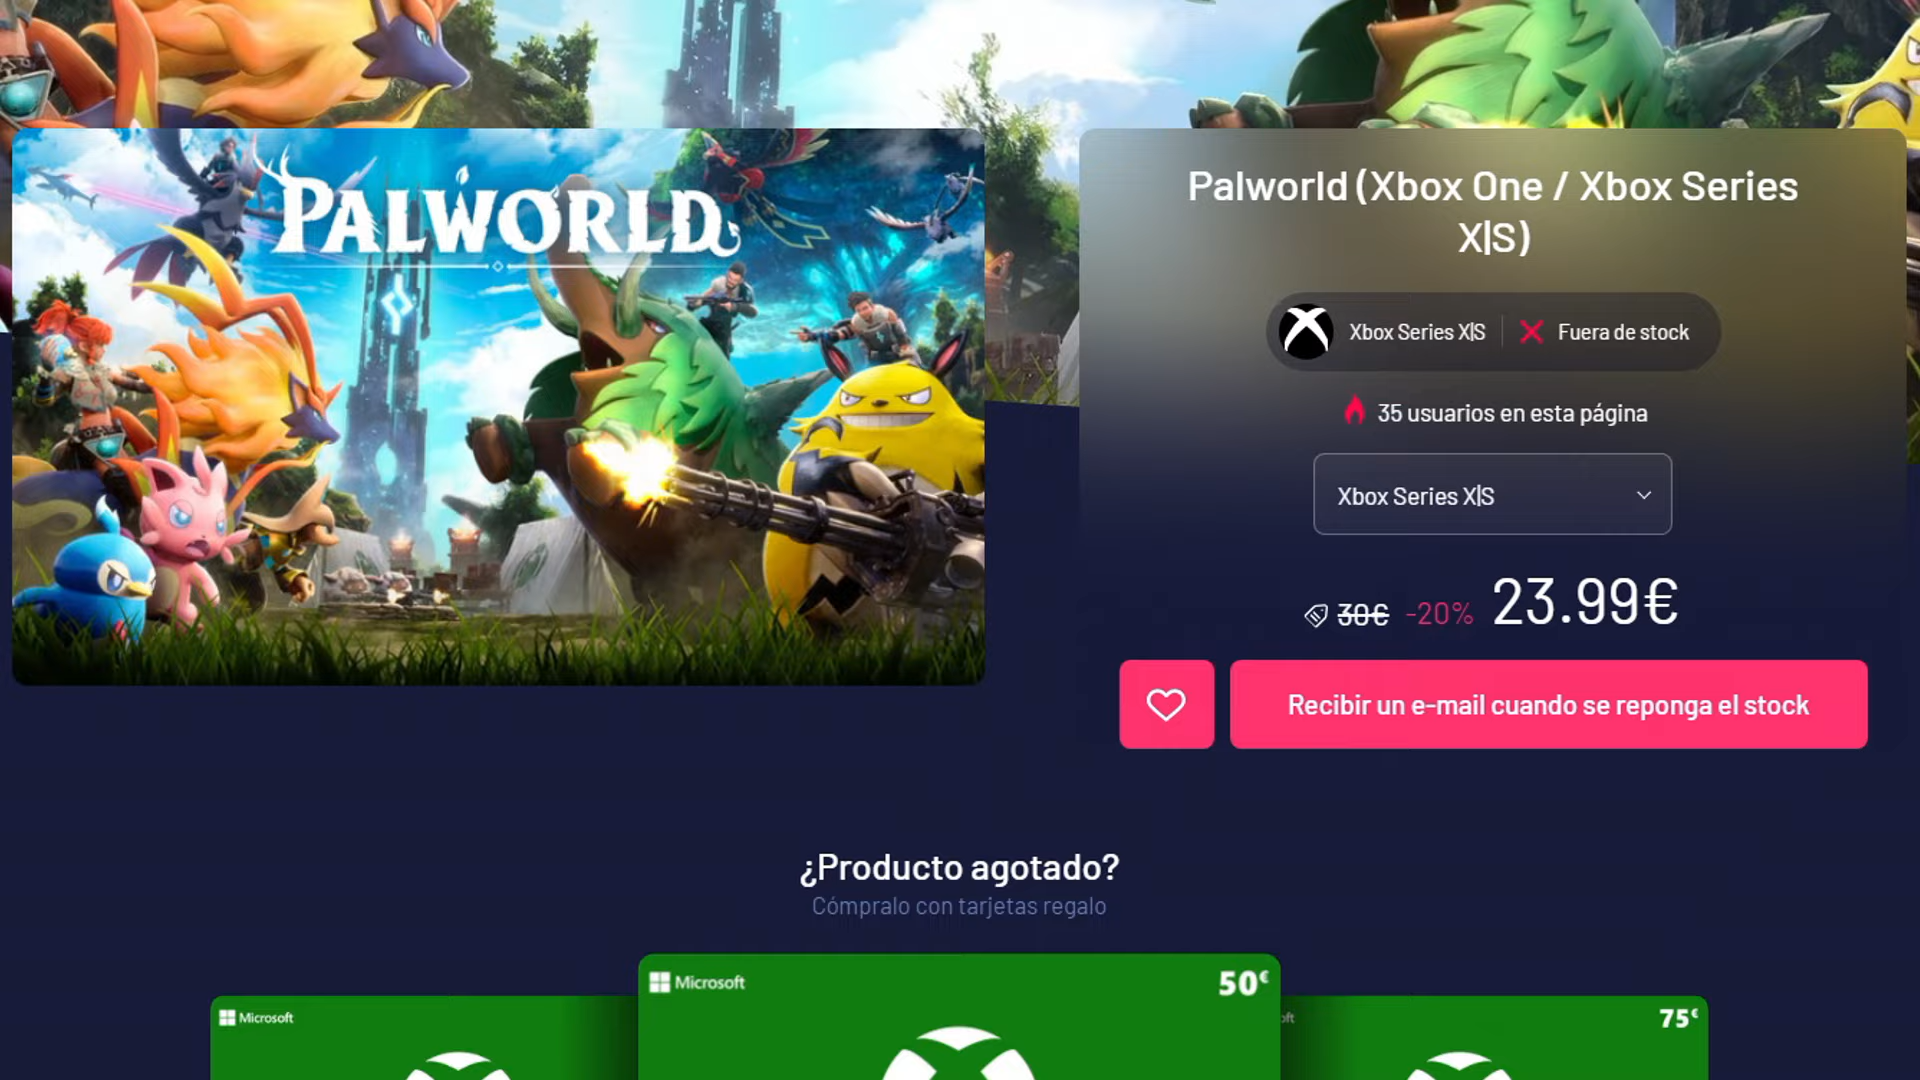 PALWORLD
Palworld (Xbox One / Xbox Series
X|S)
Xbox Series X|S
Fuera de stock
35 usuarios en esta página
Xbox Series X|S
30€ -20% 23.99€
Recibir un e-mail cuando se reponga el stock
¿Producto agotado?
Cómpralo con tarjetas regalo
Microsoft
Microsoft 50€
oft 75€